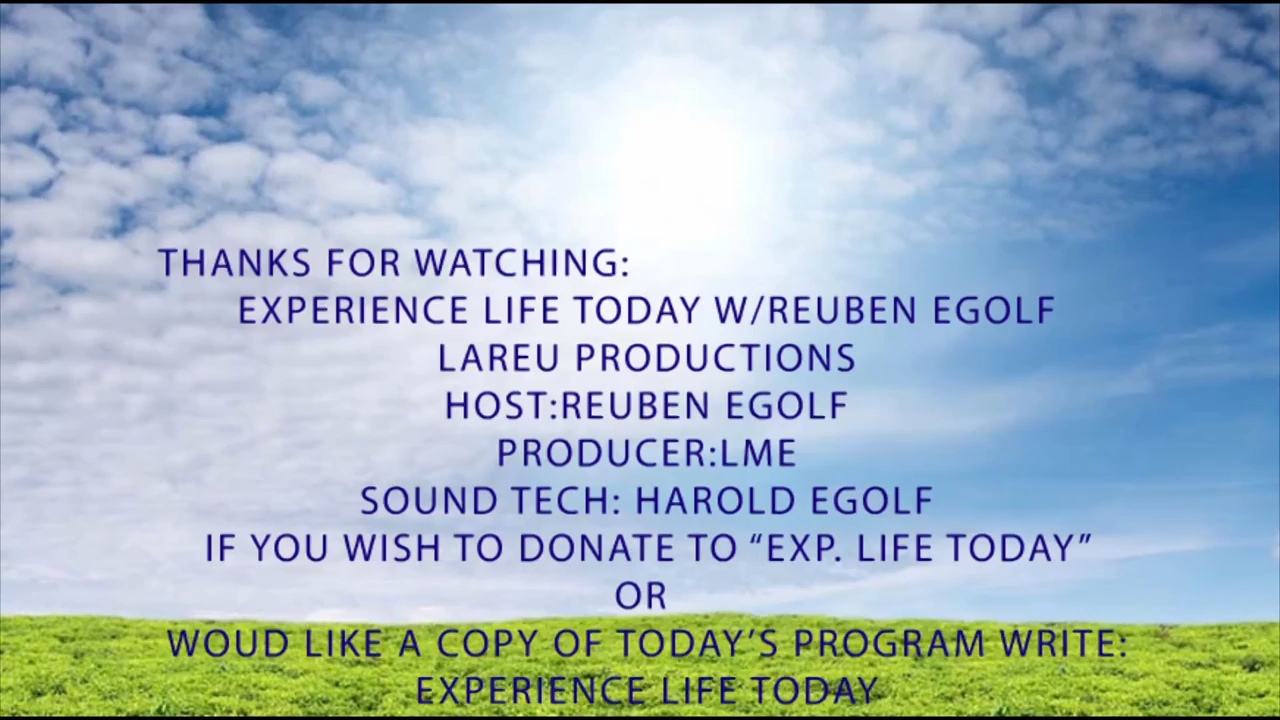 THANKS FOR WATCHING:
EXPERIENCE LIFE TODAY W/REUBEN EGOLF
LAREU PRODUCTIONS
HOST:REUBEN EGOLF
PRODUCER:LME
SOUND TECH: HAROLD EGOLF
IF YOU WISH TO DONATE TO “EXP. LIFE TODAY”
OR
WOUD LIKE A COPY OF TODAY’S PROGRAM WRITE:
EXPERIENCE LIFE TODAY